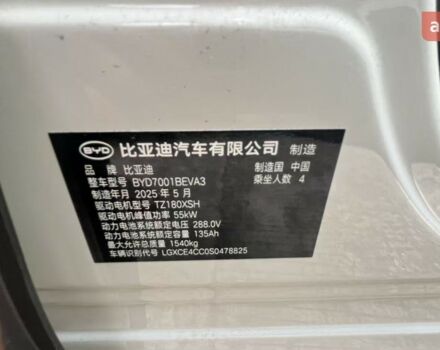 BYD 比亚迪汽车有限公司 制造
品牌 比亚迪 制造国 中国
整车型号 BYD7001BEVA3 乘坐人数 4
制造年月 2025年5月
驱动电机型号 TZ180XSH
驱动电机峰值功率 55kW
动力电池系统额定电压 288.0V
动力电池系统额定容量 135Ah
最大允许总质量 1540kg
车辆识别代号 LGXCE4CC0S0478825
a